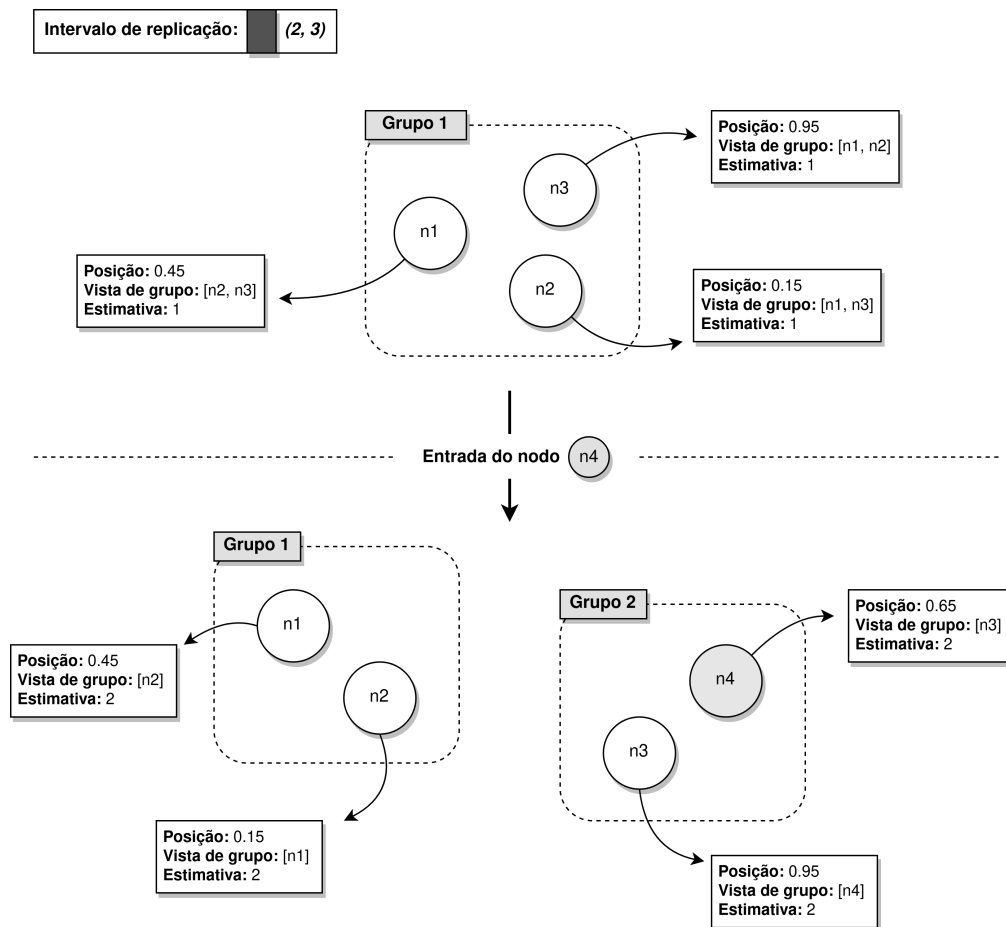 Intervalo de replicação: (2, 3)
Grupo 1
n3
Posição: 0.95
Vista de grupo: [n1, n2]
Estimativa: 1
n1
Posição: 0.45
Vista de grupo: [n2, n3]
Estimativa: 1
n2
Posição: 0.15
Vista de grupo: [n1, n3]
Estimativa: 1
Entrada do nodo n4
Grupo 1
n1
Posição: 0.45
Vista de grupo: [n2]
Estimativa: 2
n2
Posição: 0.15
Vista de grupo: [n1]
Estimativa: 2
Grupo 2
n4
Posição: 0.65
Vista de grupo: [n3]
Estimativa: 2
n3
Posição: 0.95
Vista de grupo: [n4]
Estimativa: 2